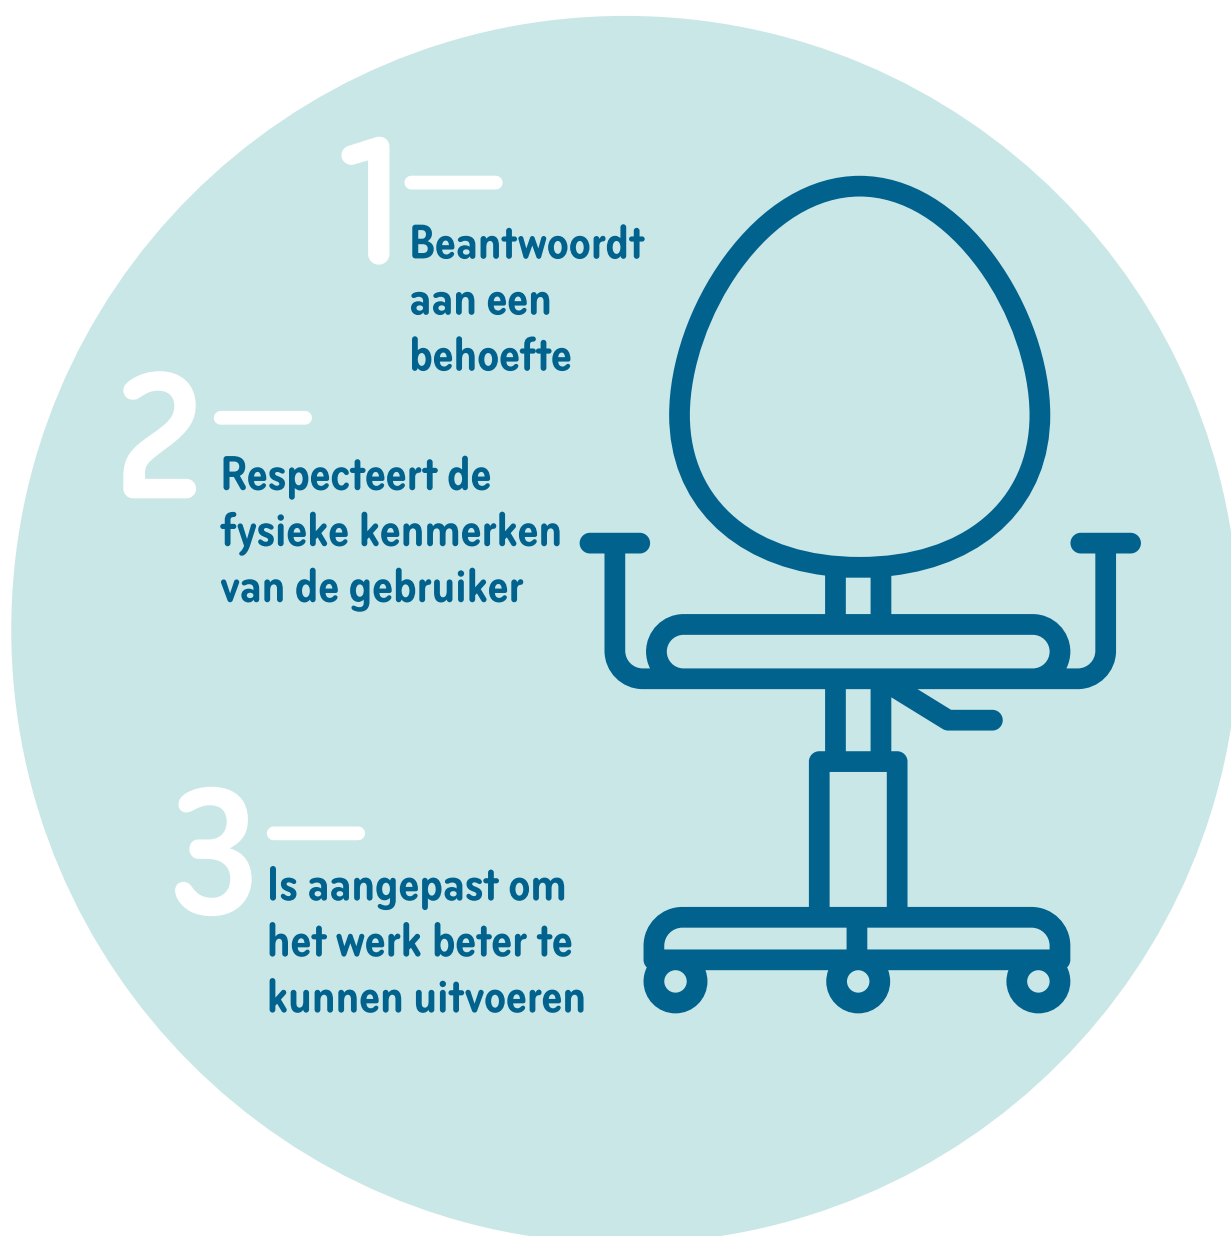 1
Beantwoordt
aan een
behoefte
2
Respecteert de
fysieke kenmerken
van de gebruiker
3
Is aangepast om
het werk beter te
kunnen uitvoeren